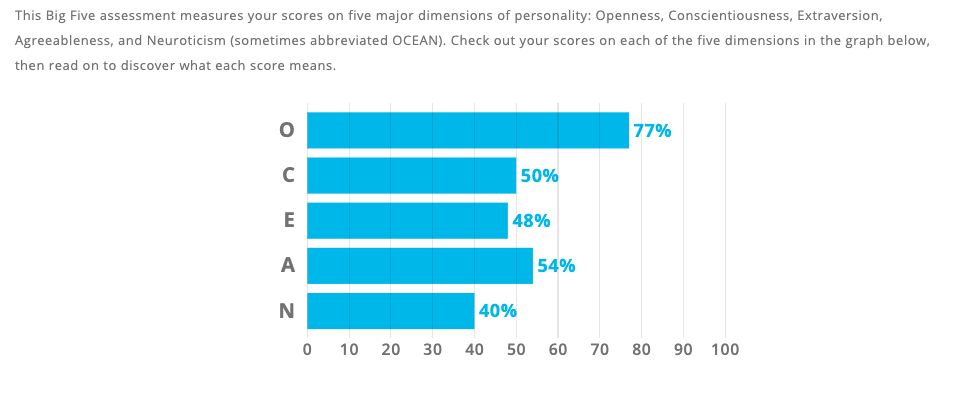 This Big Five assessment measures your scores on five major dimensions of personality: Openness, Conscientiousness, Extraversion,
Agreeableness, and Neuroticism (sometimes abbreviated OCEAN). Check out your scores on each of the five dimensions in the graph below,
then read on to discover what each score means.
O 77%
C 50%
E 48%
A 54%
N 40%
0 10 20 30 40 50 60 70 80 90 100